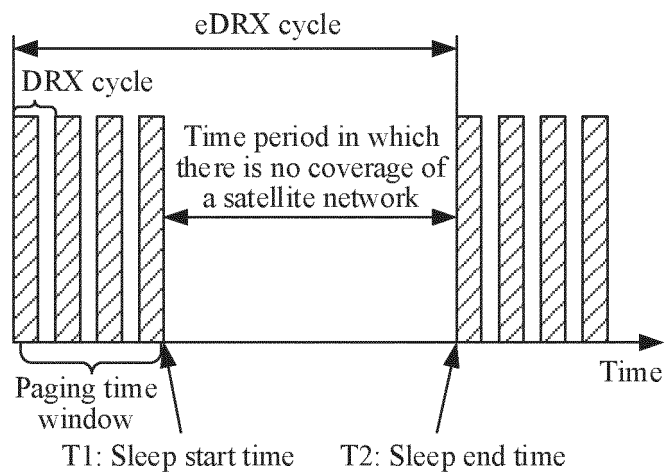 eDRX cycle
DRX cycle
Time period in which
there is no coverage of
a satellite network
Time
Paging time
window
T1: Sleep start time
T2: Sleep end time